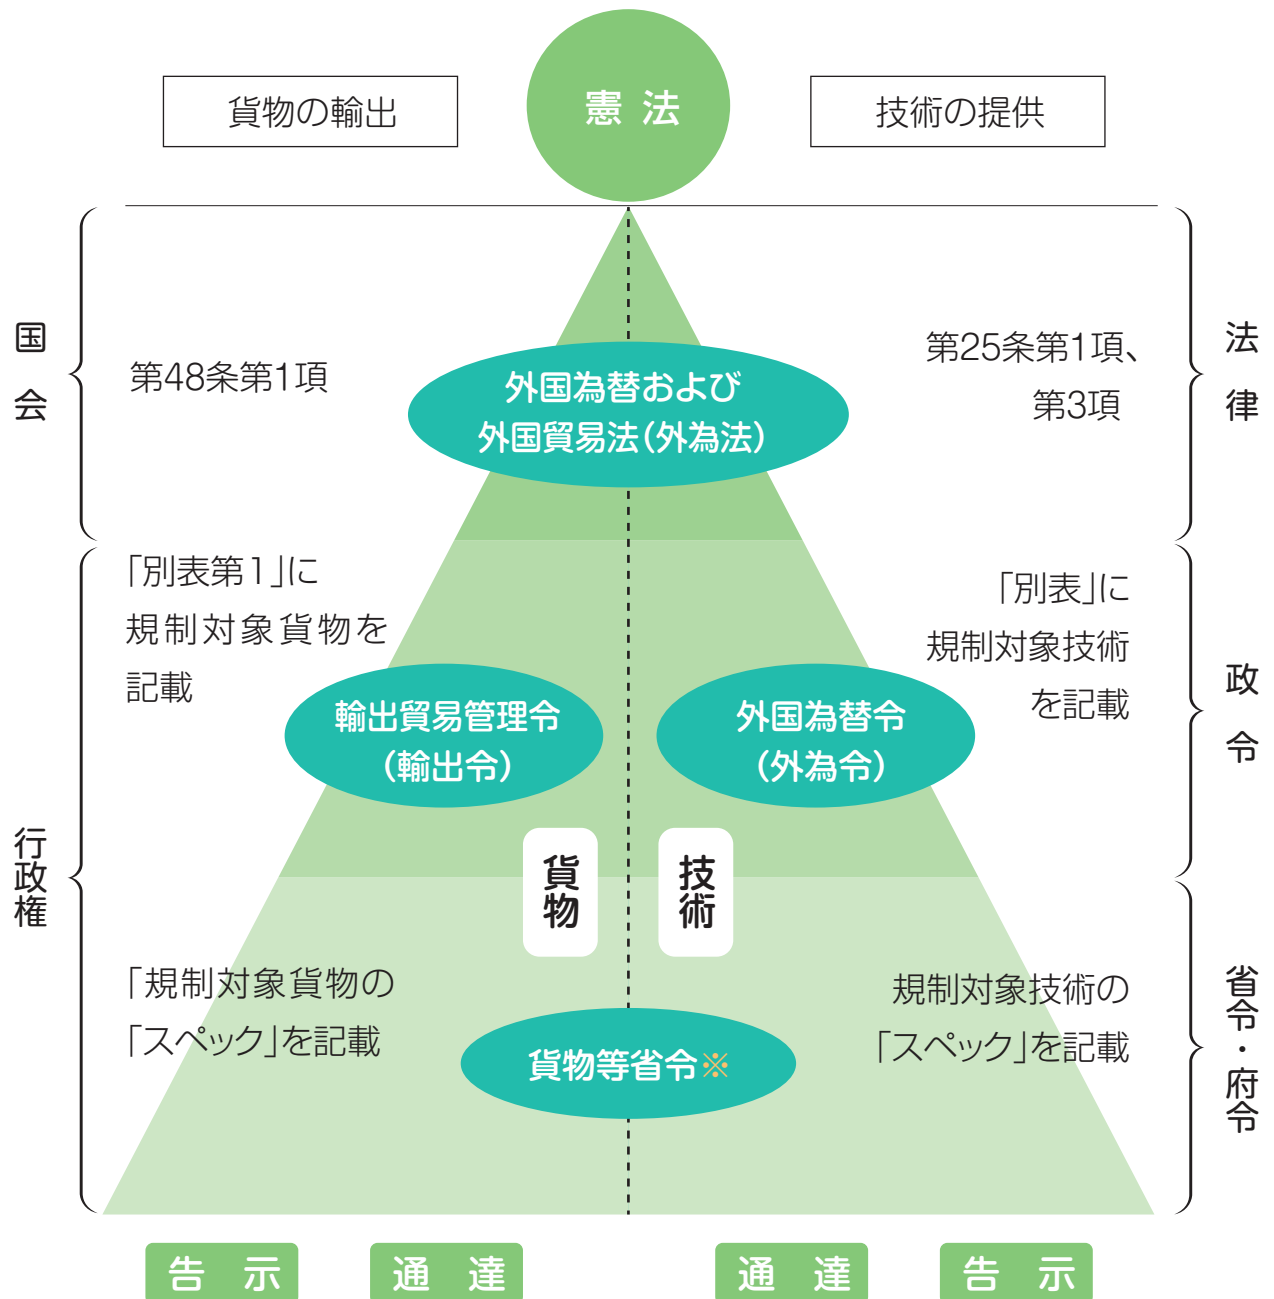 貨物の輸出
憲法
技術の提供
国会
第48条第1項
外国為替および
外国貿易法(外為法)
第25条第1項、
第3項
法律
「別表第1」に
規制対象貨物を
記載
「別表」に
規制対象技術
を記載
輸出貿易管理令
(輸出令)
外国為替令
(外為令)
政令
行政権
貨物
技術
「規制対象貨物の
「スペック」を記載
規制対象技術の
「スペック」を記載
貨物等省令※
省令・府令
告示
通達
通達
告示